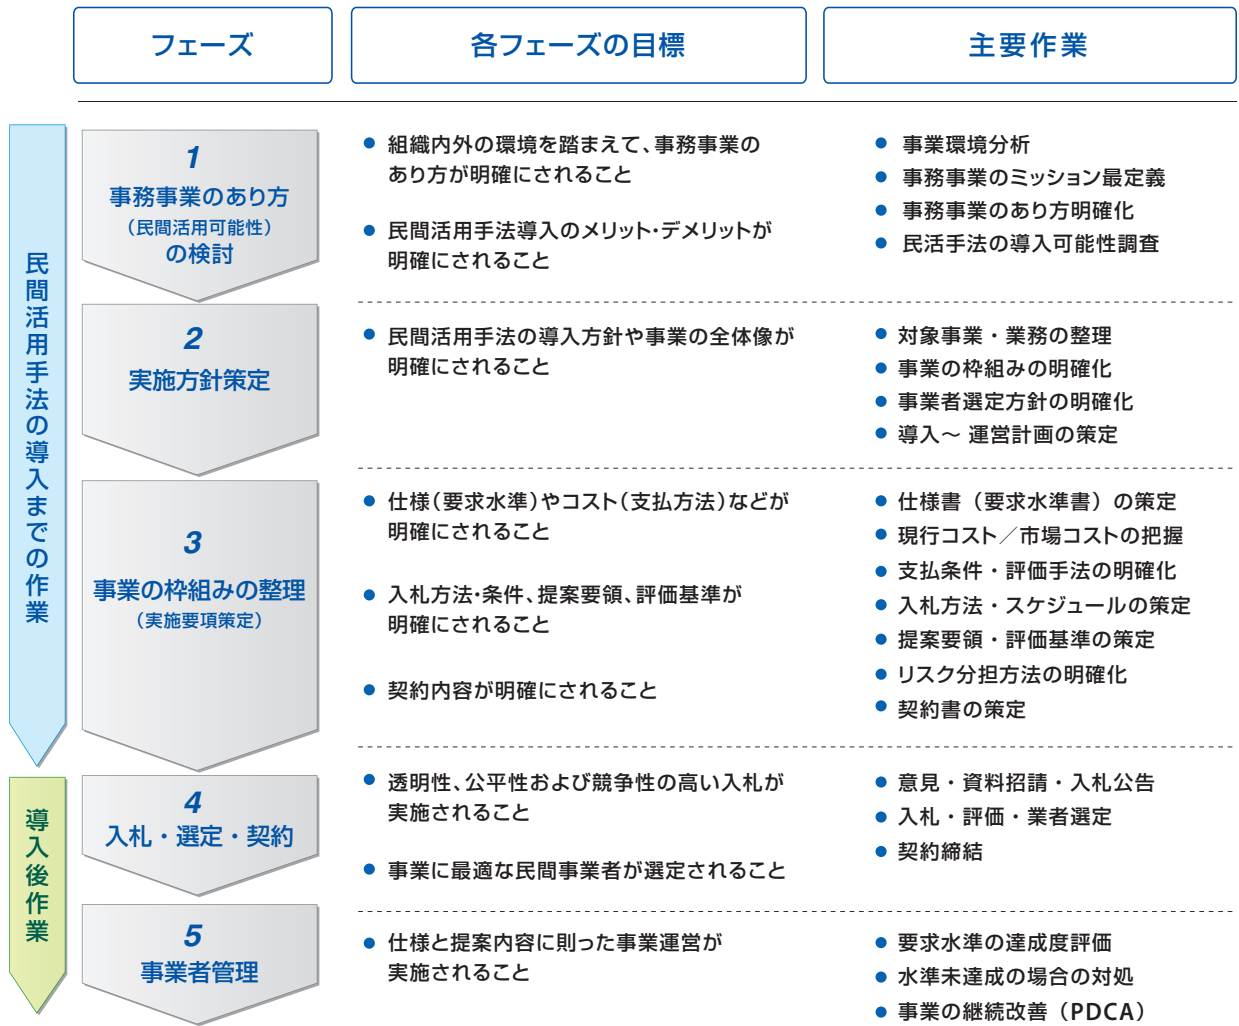 フェーズ
各フェーズの目標
主要作業
民間活用手法の導入までの作業
1
事務事業のあり方
（民間活用可能性）
の検討
● 組織内外の環境を踏まえて、事務事業の
あり方が明確にされること
● 民間活用手法導入のメリット・デメリットが
明確にされること
● 事業環境分析
● 事務事業のミッション最定義
● 事務事業のあり方明確化
● 民活手法の導入可能性調査
2
実施方針策定
● 民間活用手法の導入方針や事業の全体像が
明確にされること
● 対象事業・業務の整理
● 事業の枠組みの明確化
● 事業者選定方針の明確化
● 導入～ 運営計画の策定
3
事業の枠組みの整理
（実施要項策定）
● 仕様（要求水準）やコスト（支払方法）などが
明確にされること
● 入札方法・条件、提案要領、評価基準が
明確にされること
● 契約内容が明確にされること
● 仕様書（要求水準書）の策定
● 現行コスト／市場コストの把握
● 支払条件・評価手法の明確化
● 入札方法・スケジュールの策定
● 提案要領・評価基準の策定
● リスク分担方法の明確化
● 契約書の策定
導入後作業
4
入札・選定・契約
● 透明性、公平性および競争性の高い入札が
実施されること
● 事業に最適な民間事業者が選定されること
● 意見・資料招請・入札公告
● 入札・評価・業者選定
● 契約締結
5
事業者管理
● 仕様と提案内容に則った事業運営が
実施されること
● 要求水準の達成度評価
● 水準未達成の場合の対処
● 事業の継続改善（PDCA）